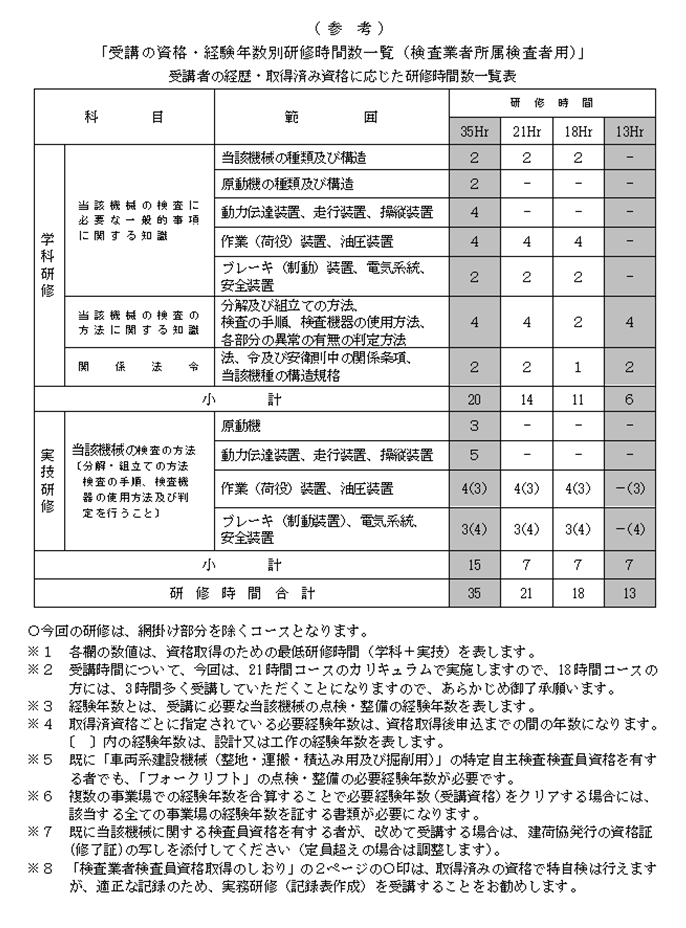 （ 参 考 ）
「受講の資格・経験年数別研修時間数一覧（検査業者所属検査者用）」
受講者の経歴・取得済み資格に応じた研修時間数一覧表
科 目 範 囲 研 修 時 間
35Hr 21Hr 18Hr 13Hr
学科研修
当該機械の検査に
必要な一般的事項
に関する知識
当該機械の種類及び構造 2 2 2 -
原動機の種類及び構造 2 - - -
動力伝達装置、走行装置、操縦装置 4 - - -
作業（荷役）装置、油圧装置 4 4 4 -
ブレーキ（制動）装置、電気系統、
安全装置 2 2 2 -
当該機械の検査の
方法に関する知識
分解及び組立ての方法、
検査の手順、検査機器の使用方法、
各部分の異常の有無の判定方法 4 4 2 4
関 係 法 令
法、令及び安衛則中の関係条項、
当該機種の構造規格 2 2 1 2
小 計 20 14 11 6
実技研修
当該機械の検査の方法
〔分解・組立ての方法
検査の手順、検査機
器の使用方法及び判
定を行うこと〕
原動機 3 - - -
動力伝達装置、走行装置、操縦装置 5 - - -
作業（荷役）装置、油圧装置 4(3) 4(3) 4(3) －(3)
ブレーキ（制動装置）、電気系統、
安全装置 3(4) 3(4) 3(4) －(4)
小 計 15 7 7 7
研 修 時 間 合 計 35 21 18 13
〇今回の研修は、網掛け部分を除くコースとなります。
※１ 各欄の数値は、資格取得のための最低研修時間（学科＋実技）を表します。
※２ 受講時間について、今回は、21時間コースのカリキュラムで実施しますので、18時間コースの
方には、3時間多く受講していただくことになりますので、あらかじめ御了承願います。
※３ 経験年数とは、受講に必要な当該機械の点検・整備の経験年数を表します。
※４ 取得済資格ごとに指定されている必要経験年数は、資格取得後申込までの間の年数になります。
〔 〕内の経験年数は、設計又は工作の経験年数を表します。
※５ 既に「車両系建設機械（整地・運搬・積込み用及び掘削用）」の特定自主検査検査員資格を有す
る者でも、「フォークリフト」の点検・整備の必要経験年数が必要です。
※６ 複数の事業場での経験年数を合算することで必要経験年数(受講資格)をクリアする場合には、
該当する全ての事業場の経験年数を証する書類が必要になります。
※７ 既に当該機械に関する検査員資格を有する者が、改めて受講する場合は、建荷協発行の資格証
(修了証)の写しを添付してください（定員超えの場合は調整します）。
※８ 「検査業者検査員資格取得のしおり」の２ページの〇印は、取得済みの資格で特自検は行えます
が、適正な記録のため、実務研修（記録表作成）を受講することをお勧めします。